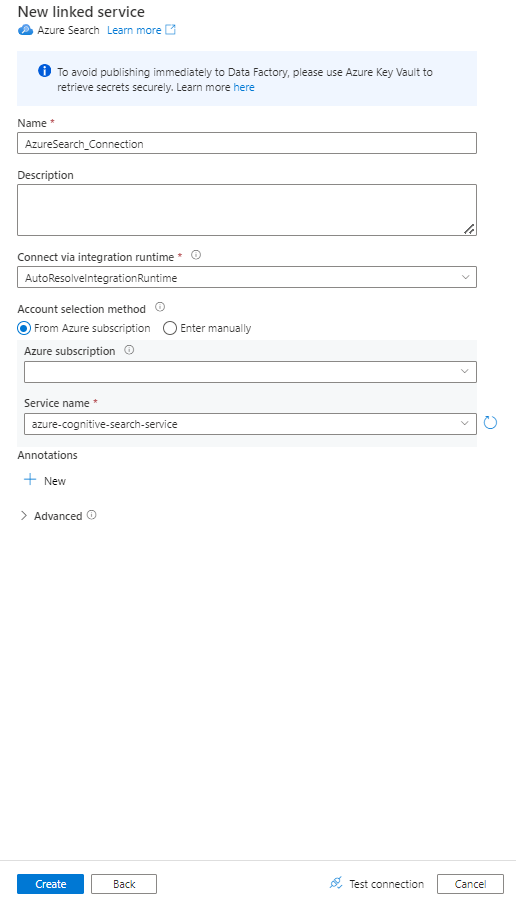 New linked service
Azure Search Learn more
To avoid publishing immediately to Data Factory, please use Azure Key Vault to
retrieve secrets securely. Learn more here
Name *
AzureSearch_Connection
Description
Connect via integration runtime *
AutoResolveIntegrationRuntime
Account selection method
From Azure subscription Enter manually
Azure subscription
Service name *
azure-cognitive-search-service
Annotations
New
Advanced
Create Back Test connection Cancel